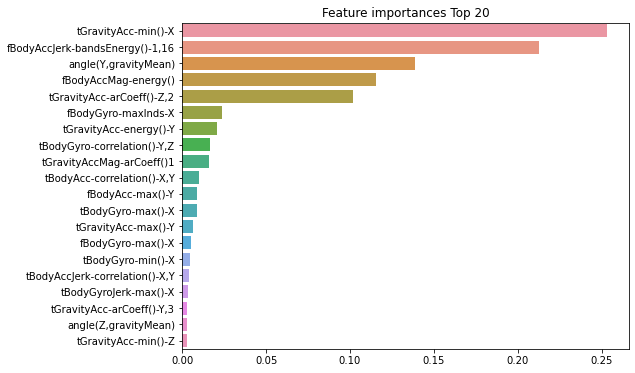 Feature importances Top 20
tGravityAcc-min()-X
fBodyAccJerk-bandsEnergy()-1,16
angle(Y,gravityMean)
fBodyAccMag-energy()
tGravityAcc-arCoeff()-Z,2
fBodyGyro-maxInds-X
tGravityAcc-energy()-Y
tBodyGyro-correlation()-Y,Z
tGravityAccMag-arCoeff()1
tBodyAcc-correlation()-X,Y
fBodyAcc-max()-Y
tBodyGyro-max()-X
tGravityAcc-max()-Y
fBodyGyro-max()-X
tBodyGyro-min()-X
tBodyAccJerk-correlation()-X,Y
tBodyGyroJerk-max()-X
tGravityAcc-arCoeff()-Y,3
angle(Z,gravityMean)
tGravityAcc-min()-Z
0.00 0.05 0.10 0.15 0.20 0.25